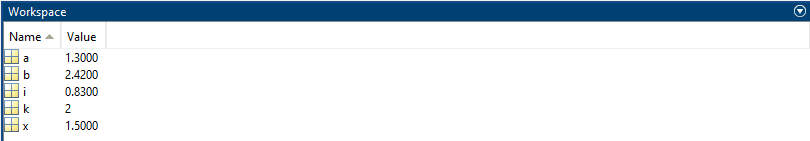 Workspace
Name Value
a 1.3000
b 2.4200
i 0.8300
k 2
x 1.5000